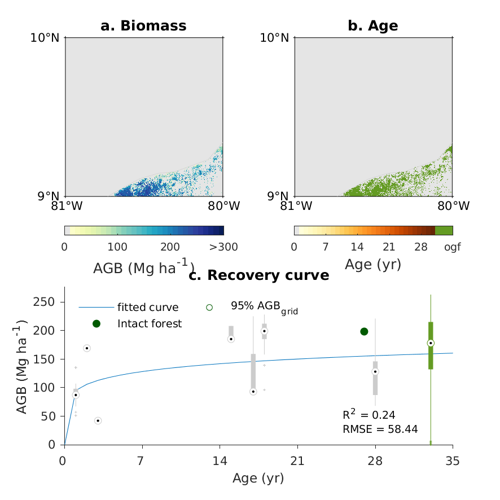 a. Biomass
b. Age
10°N
10°N
9°N
9°N
81°W
80°W
81°W
80°W
0 100 200 >300
0 7 14 21 28 ogf
AGB (Mg ha⁻¹)
Age (yr)
c. Recovery curve
fitted curve
95% AGB_grid
Intact forest
250
200
150
100
50
0
AGB (Mg ha⁻¹)
R² = 0.24
RMSE = 58.44
0 7 14 21 28 35
Age (yr)